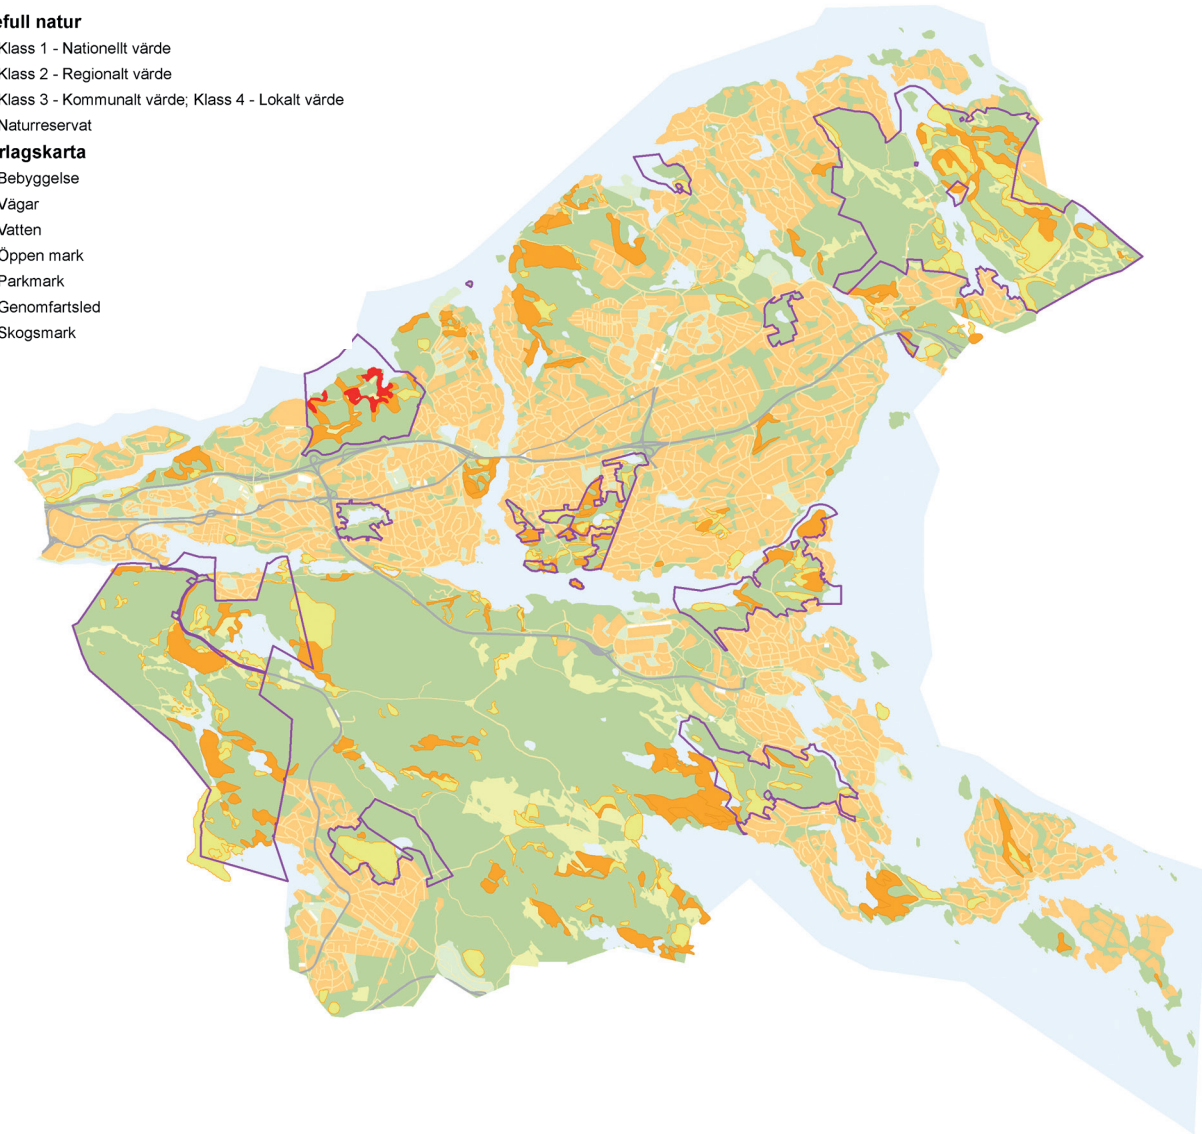 efull natur
Klass 1 - Nationellt värde
Klass 2 - Regionalt värde
Klass 3 - Kommunalt värde; Klass 4 - Lokalt värde
Naturreservat
rlagskarta
Bebyggelse
Vägar
Vatten
Öppen mark
Parkmark
Genomfartsled
Skogsmark